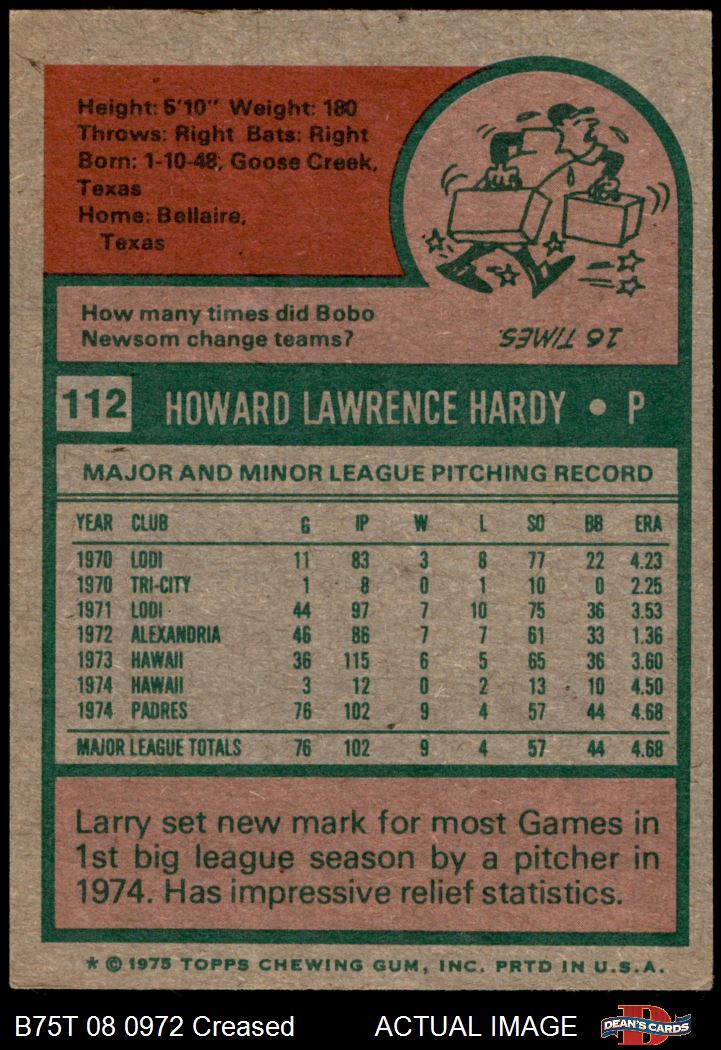 Height: 5'10" Weight: 180
Throws: Right Bats: Right
Born: 1-10-48, Goose Creek,
Texas
Home: Bellaire,
Texas
How many times did Bobo
Newsom change teams?
16 TIMES.
112 HOWARD LAWRENCE HARDY • P
MAJOR AND MINOR LEAGUE PITCHING RECORD
YEAR CLUB G IP W L SO BB ERA
1970 LODI 11 83 3 8 77 22 4.23
1970 TRI-CITY 1 8 0 1 10 0 2.25
1971 LODI 44 97 7 10 75 36 3.53
1972 ALEXANDRIA 46 86 7 7 61 33 1.36
1973 HAWAII 36 115 6 5 65 36 3.60
1974 HAWAII 3 12 0 2 13 10 4.50
1974 PADRES 76 102 9 4 57 44 4.68
MAJOR LEAGUE TOTALS 76 102 9 4 57 44 4.68
Larry set new mark for most Games in
1st big league season by a pitcher in
1974. Has impressive relief statistics.
* © 1975 TOPPS CHEWING GUM, INC. PRTD IN U.S.A.
B75T 08 0972 Creased ACTUAL IMAGE DEAN'S CARDS